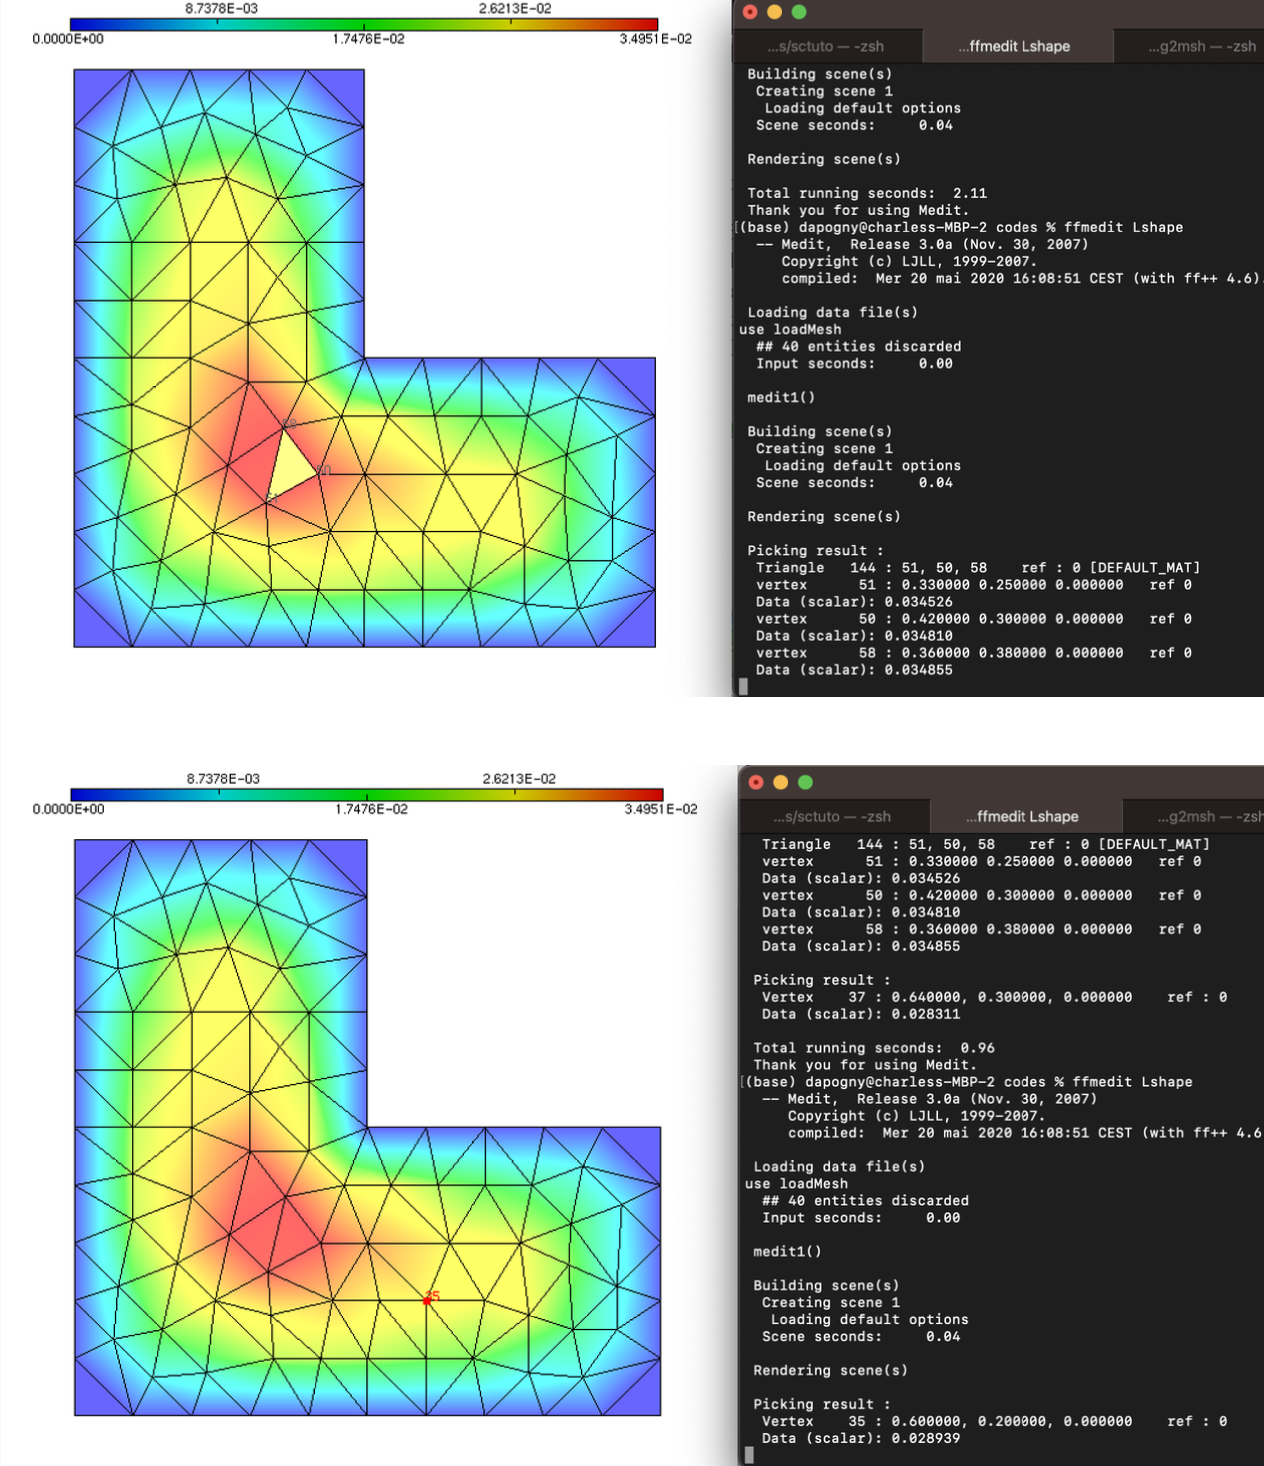 8.7378E-03 2.6213E-02
0.0000E+00 1.7476E-02 3.4951E-02
58
51
...s/sctuto — -zsh ...ffmedit Lshape ...g2msh — -zsh
Building scene(s)
Creating scene 1
Loading default options
Scene seconds: 0.04
Rendering scene(s)
Total running seconds: 2.11
Thank you for using Medit.
[(base) dapogny@charless-MBP-2 codes % ffmedit Lshape
-- Medit, Release 3.0a (Nov. 30, 2007)
Copyright (c) LJLL, 1999-2007.
compiled: Mer 20 mai 2020 16:08:51 CEST (with ff++ 4.6)
Loading data file(s)
use loadMesh
## 40 entities discarded
Input seconds: 0.00
medit1()
Building scene(s)
Creating scene 1
Loading default options
Scene seconds: 0.04
Rendering scene(s)
Picking result :
Triangle 144 : 51, 50, 58 ref : 0 [DEFAULT_MAT]
vertex 51 : 0.330000 0.250000 0.000000 ref 0
Data (scalar): 0.034526
vertex 50 : 0.420000 0.300000 0.000000 ref 0
Data (scalar): 0.034810
vertex 58 : 0.360000 0.380000 0.000000 ref 0
Data (scalar): 0.034855
8.7378E-03 2.6213E-02
0.0000E+00 1.7476E-02 3.4951E-02
35
...s/sctuto — -zsh ...ffmedit Lshape ...g2msh — -zsh
Triangle 144 : 51, 50, 58 ref : 0 [DEFAULT_MAT]
vertex 51 : 0.330000 0.250000 0.000000 ref 0
Data (scalar): 0.034526
vertex 50 : 0.420000 0.300000 0.000000 ref 0
Data (scalar): 0.034810
vertex 58 : 0.360000 0.380000 0.000000 ref 0
Data (scalar): 0.034855
Picking result :
Vertex 37 : 0.640000, 0.300000, 0.000000 ref : 0
Data (scalar): 0.028311
Total running seconds: 0.96
Thank you for using Medit.
[(base) dapogny@charless-MBP-2 codes % ffmedit Lshape
-- Medit, Release 3.0a (Nov. 30, 2007)
Copyright (c) LJLL, 1999-2007.
compiled: Mer 20 mai 2020 16:08:51 CEST (with ff++ 4.6
Loading data file(s)
use loadMesh
## 40 entities discarded
Input seconds: 0.00
medit1()
Building scene(s)
Creating scene 1
Loading default options
Scene seconds: 0.04
Rendering scene(s)
Picking result :
Vertex 35 : 0.600000, 0.200000, 0.000000 ref : 0
Data (scalar): 0.028939